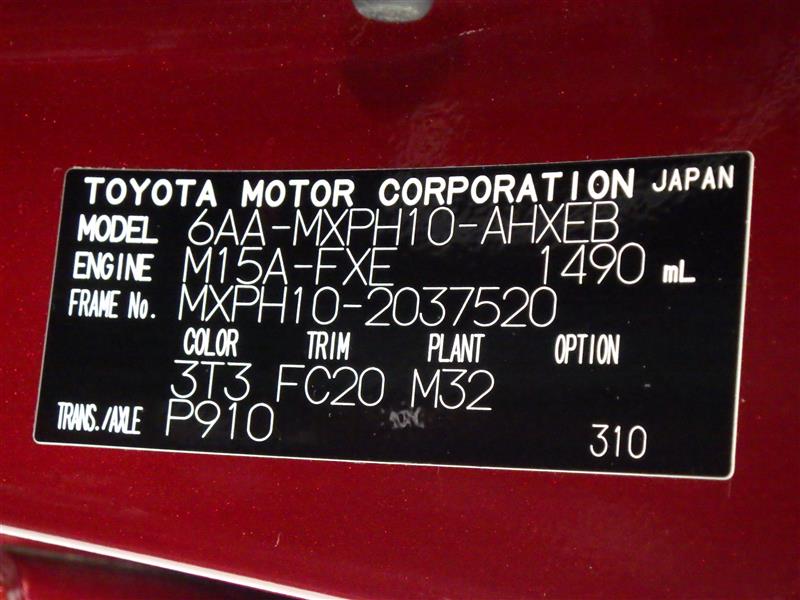 TOYOTA MOTOR CORPORATION JAPAN
MODEL 6AA-MXPH10-AHXEB
ENGINE M15A-FXE 1490 mL
FRAME No. MXPH10-2037520
COLOR TRIM PLANT OPTION
3T3 FC20 M32
TRANS./AXLE P910 310